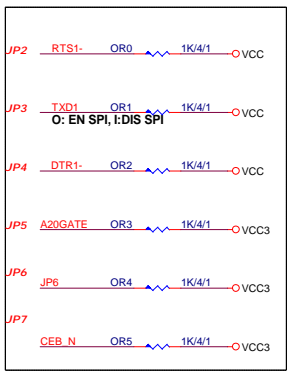 JP2 RTS1- OR0 1K/4/1 VCC
JP3 TXD1 OR1 1K/4/1 VCC
O: EN SPI, I:DIS SPI
JP4 DTR1- OR2 1K/4/1 VCC
JP5 A20GATE OR3 1K/4/1 VCC3
JP6
JP6 OR4 1K/4/1 VCC3
JP7
CEB_N OR5 1K/4/1 VCC3